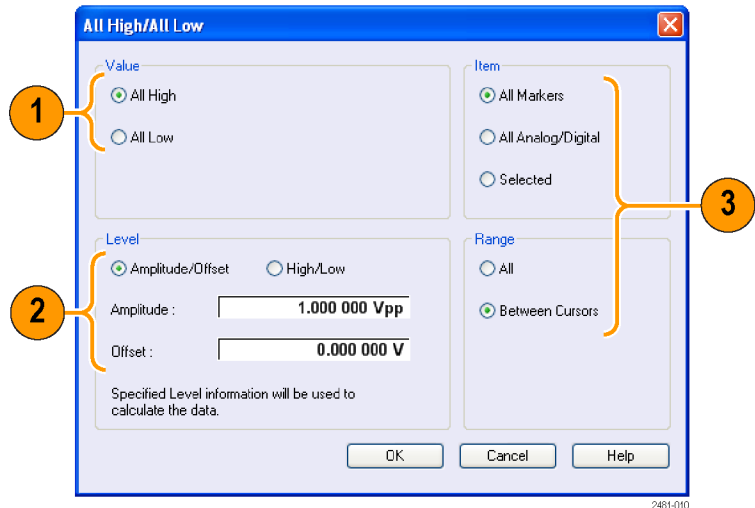 All High/All Low
Value
All High
All Low
1
Item
All Markers
All Analog/Digital
Selected
3
Level
Amplitude/Offset High/Low
Amplitude : 1.000 000 Vpp
Offset : 0.000 000 V
Specified Level information will be used to
calculate the data.
2
Range
All
Between Cursors
OK Cancel Help
2481-010